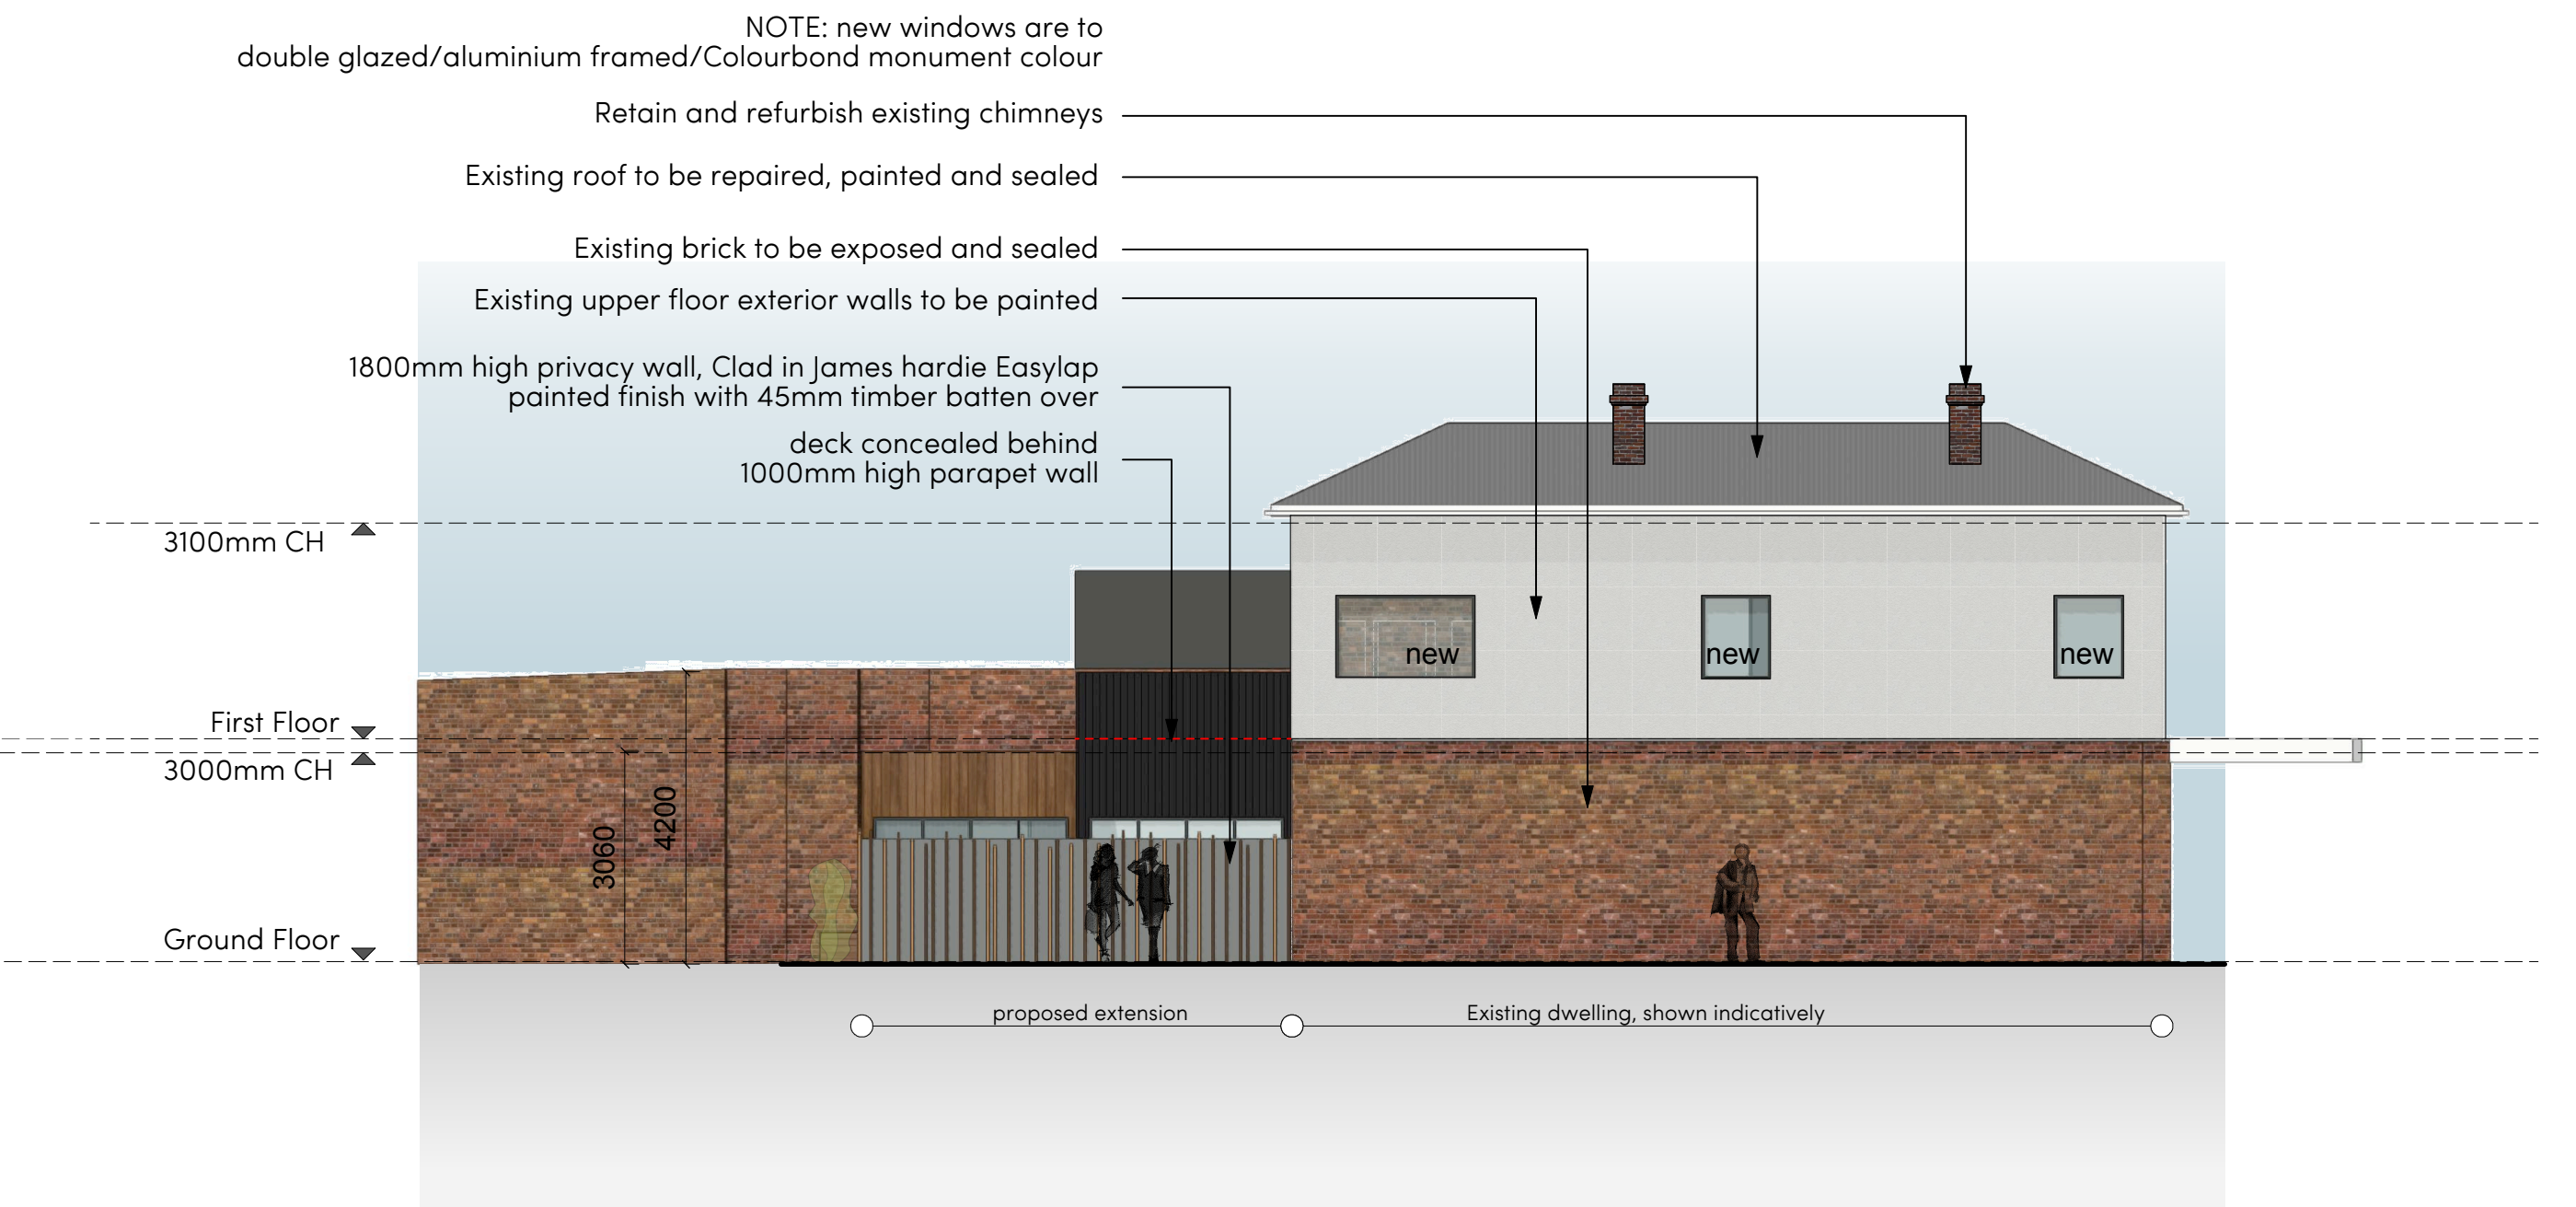 NOTE: new windows are to
double glazed/aluminium framed/Colourbond monument colour
Retain and refurbish existing chimneys
Existing roof to be repaired, painted and sealed
Existing brick to be exposed and sealed
Existing upper floor exterior walls to be painted
1800mm high privacy wall, Clad in James hardie Easylap
painted finish with 45mm timber batten over
deck concealed behind
1000mm high parapet wall
3100mm CH
new
new
new
First Floor
3000mm CH
3060
4200
Ground Floor
proposed extension
Existing dwelling, shown indicatively